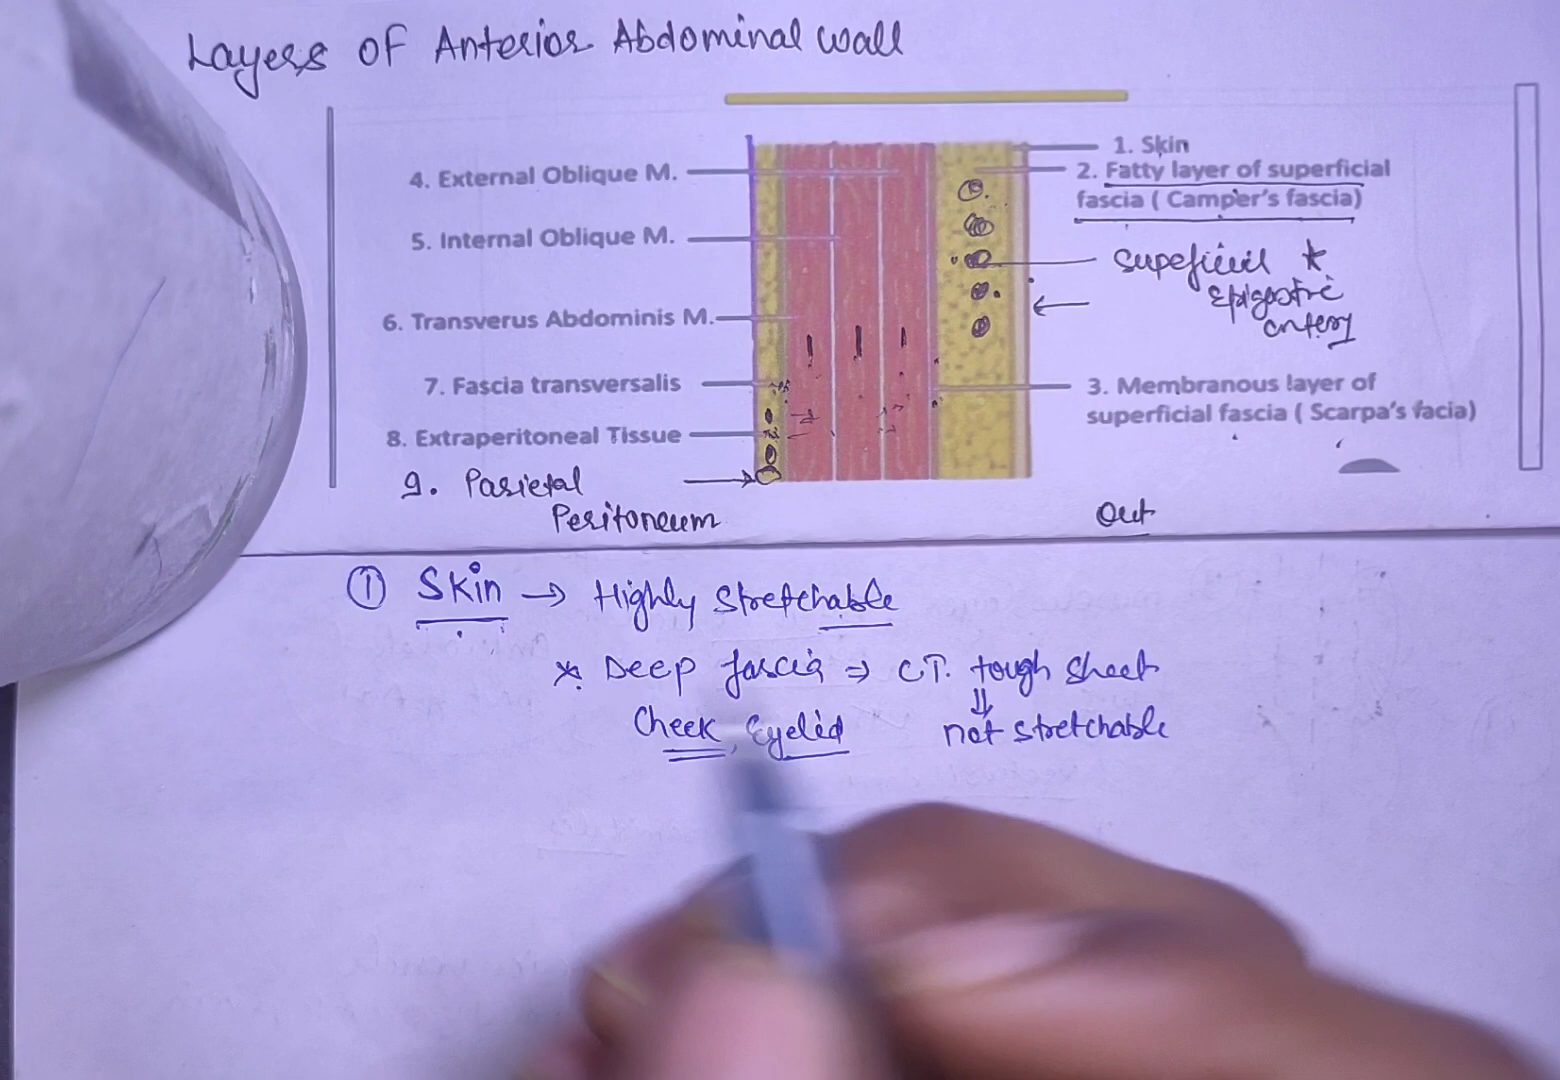 Layers of Anterior Abdominal wall
4. External Oblique M.
5. Internal Oblique M.
6. Transverus Abdominis M.
7. Fascia transversalis
8. Extraperitoneal Tissue
9. Parietal
Peritoneum
1. Skin
2. Fatty layer of superficial
fascia ( Camper's fascia)
Supeficial *
Epigastric
artery
3. Membranous layer of
superficial fascia ( Scarpa's facia)
Out
① Skin → Highly Stretchable
* Deep fascia ⇒ C.T. tough sheet
⇓
Cheek, Eyelid not stretchable